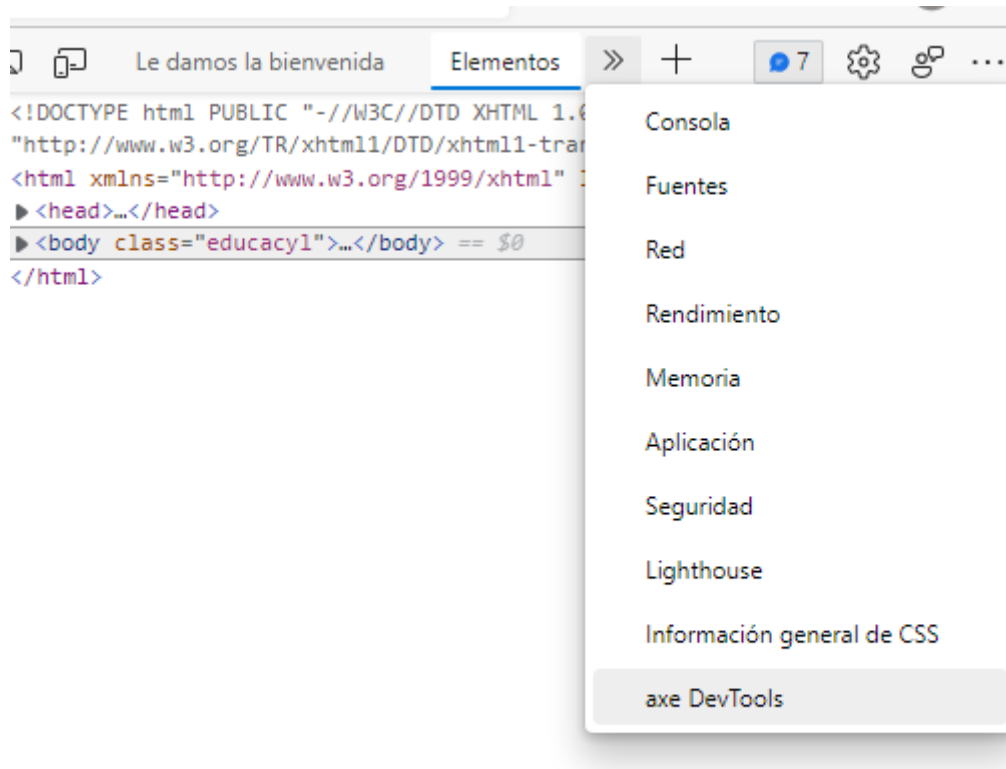 Le damos la bienvenida Elementos 7
<!DOCTYPE html PUBLIC "-//W3C//DTD XHTML 1.
"http://www.w3.org/TR/xhtml1/DTD/xhtml1-tra
<html xmlns="http://www.w3.org/1999/xhtml"
<head>…</head>
<body class="educacyl">…</body> == $0
</html>
Consola
Fuentes
Red
Rendimiento
Memoria
Aplicación
Seguridad
Lighthouse
Información general de CSS
axe DevTools